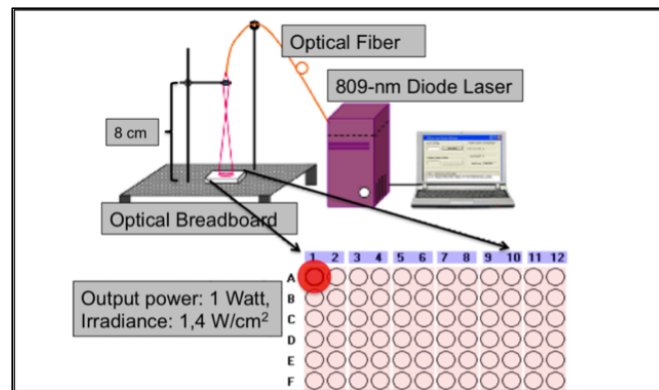 Optical Fiber
809-nm Diode Laser
8 cm
Optical Breadboard
1 2 3 4 5 6 7 8 9 10 11 12
A
B
C
D
E
F
Output power: 1 Watt,
Irradiance: 1,4 W/cm²